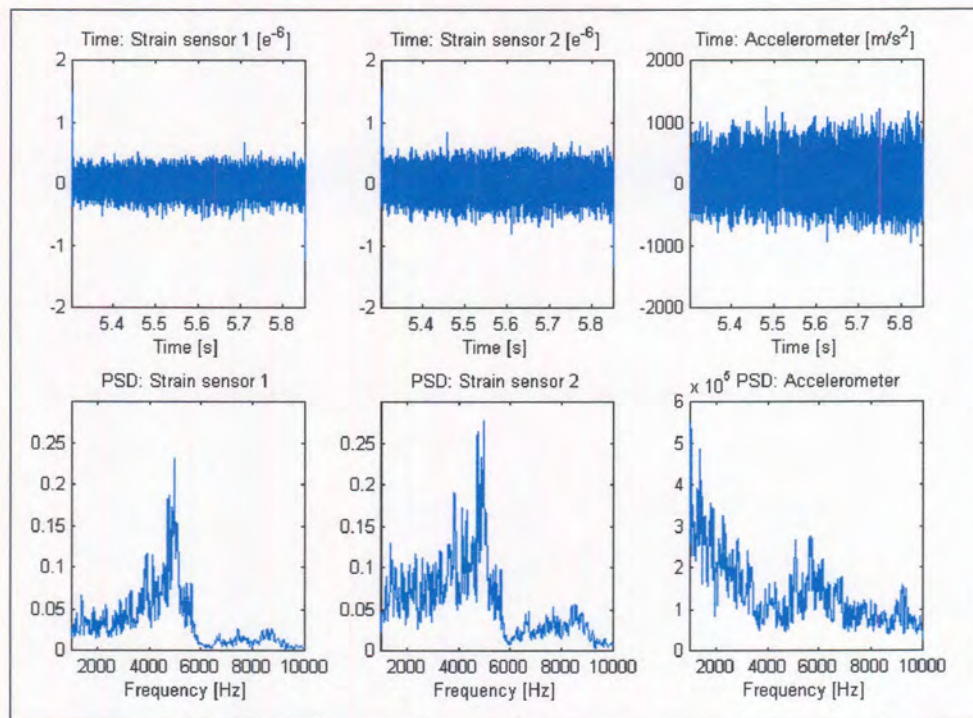 Time: Strain sensor 1 [e⁻⁶]
2
1
0
-1
-2
5.4 5.5 5.6 5.7 5.8
Time [s]
Time: Strain sensor 2 [e⁻⁶]
2
1
0
-1
-2
5.4 5.5 5.6 5.7 5.8
Time [s]
Time: Accelerometer [m/s²]
2000
1000
0
-1000
-2000
5.4 5.5 5.6 5.7 5.8
Time [s]
PSD: Strain sensor 1
0.25
0.2
0.15
0.1
0.05
0
2000 4000 6000 8000 10000
Frequency [Hz]
PSD: Strain sensor 2
0.25
0.2
0.15
0.1
0.05
0
2000 4000 6000 8000 10000
Frequency [Hz]
x 10⁵ PSD: Accelerometer
6
5
4
3
2
1
0
2000 4000 6000 8000 10000
Frequency [Hz]